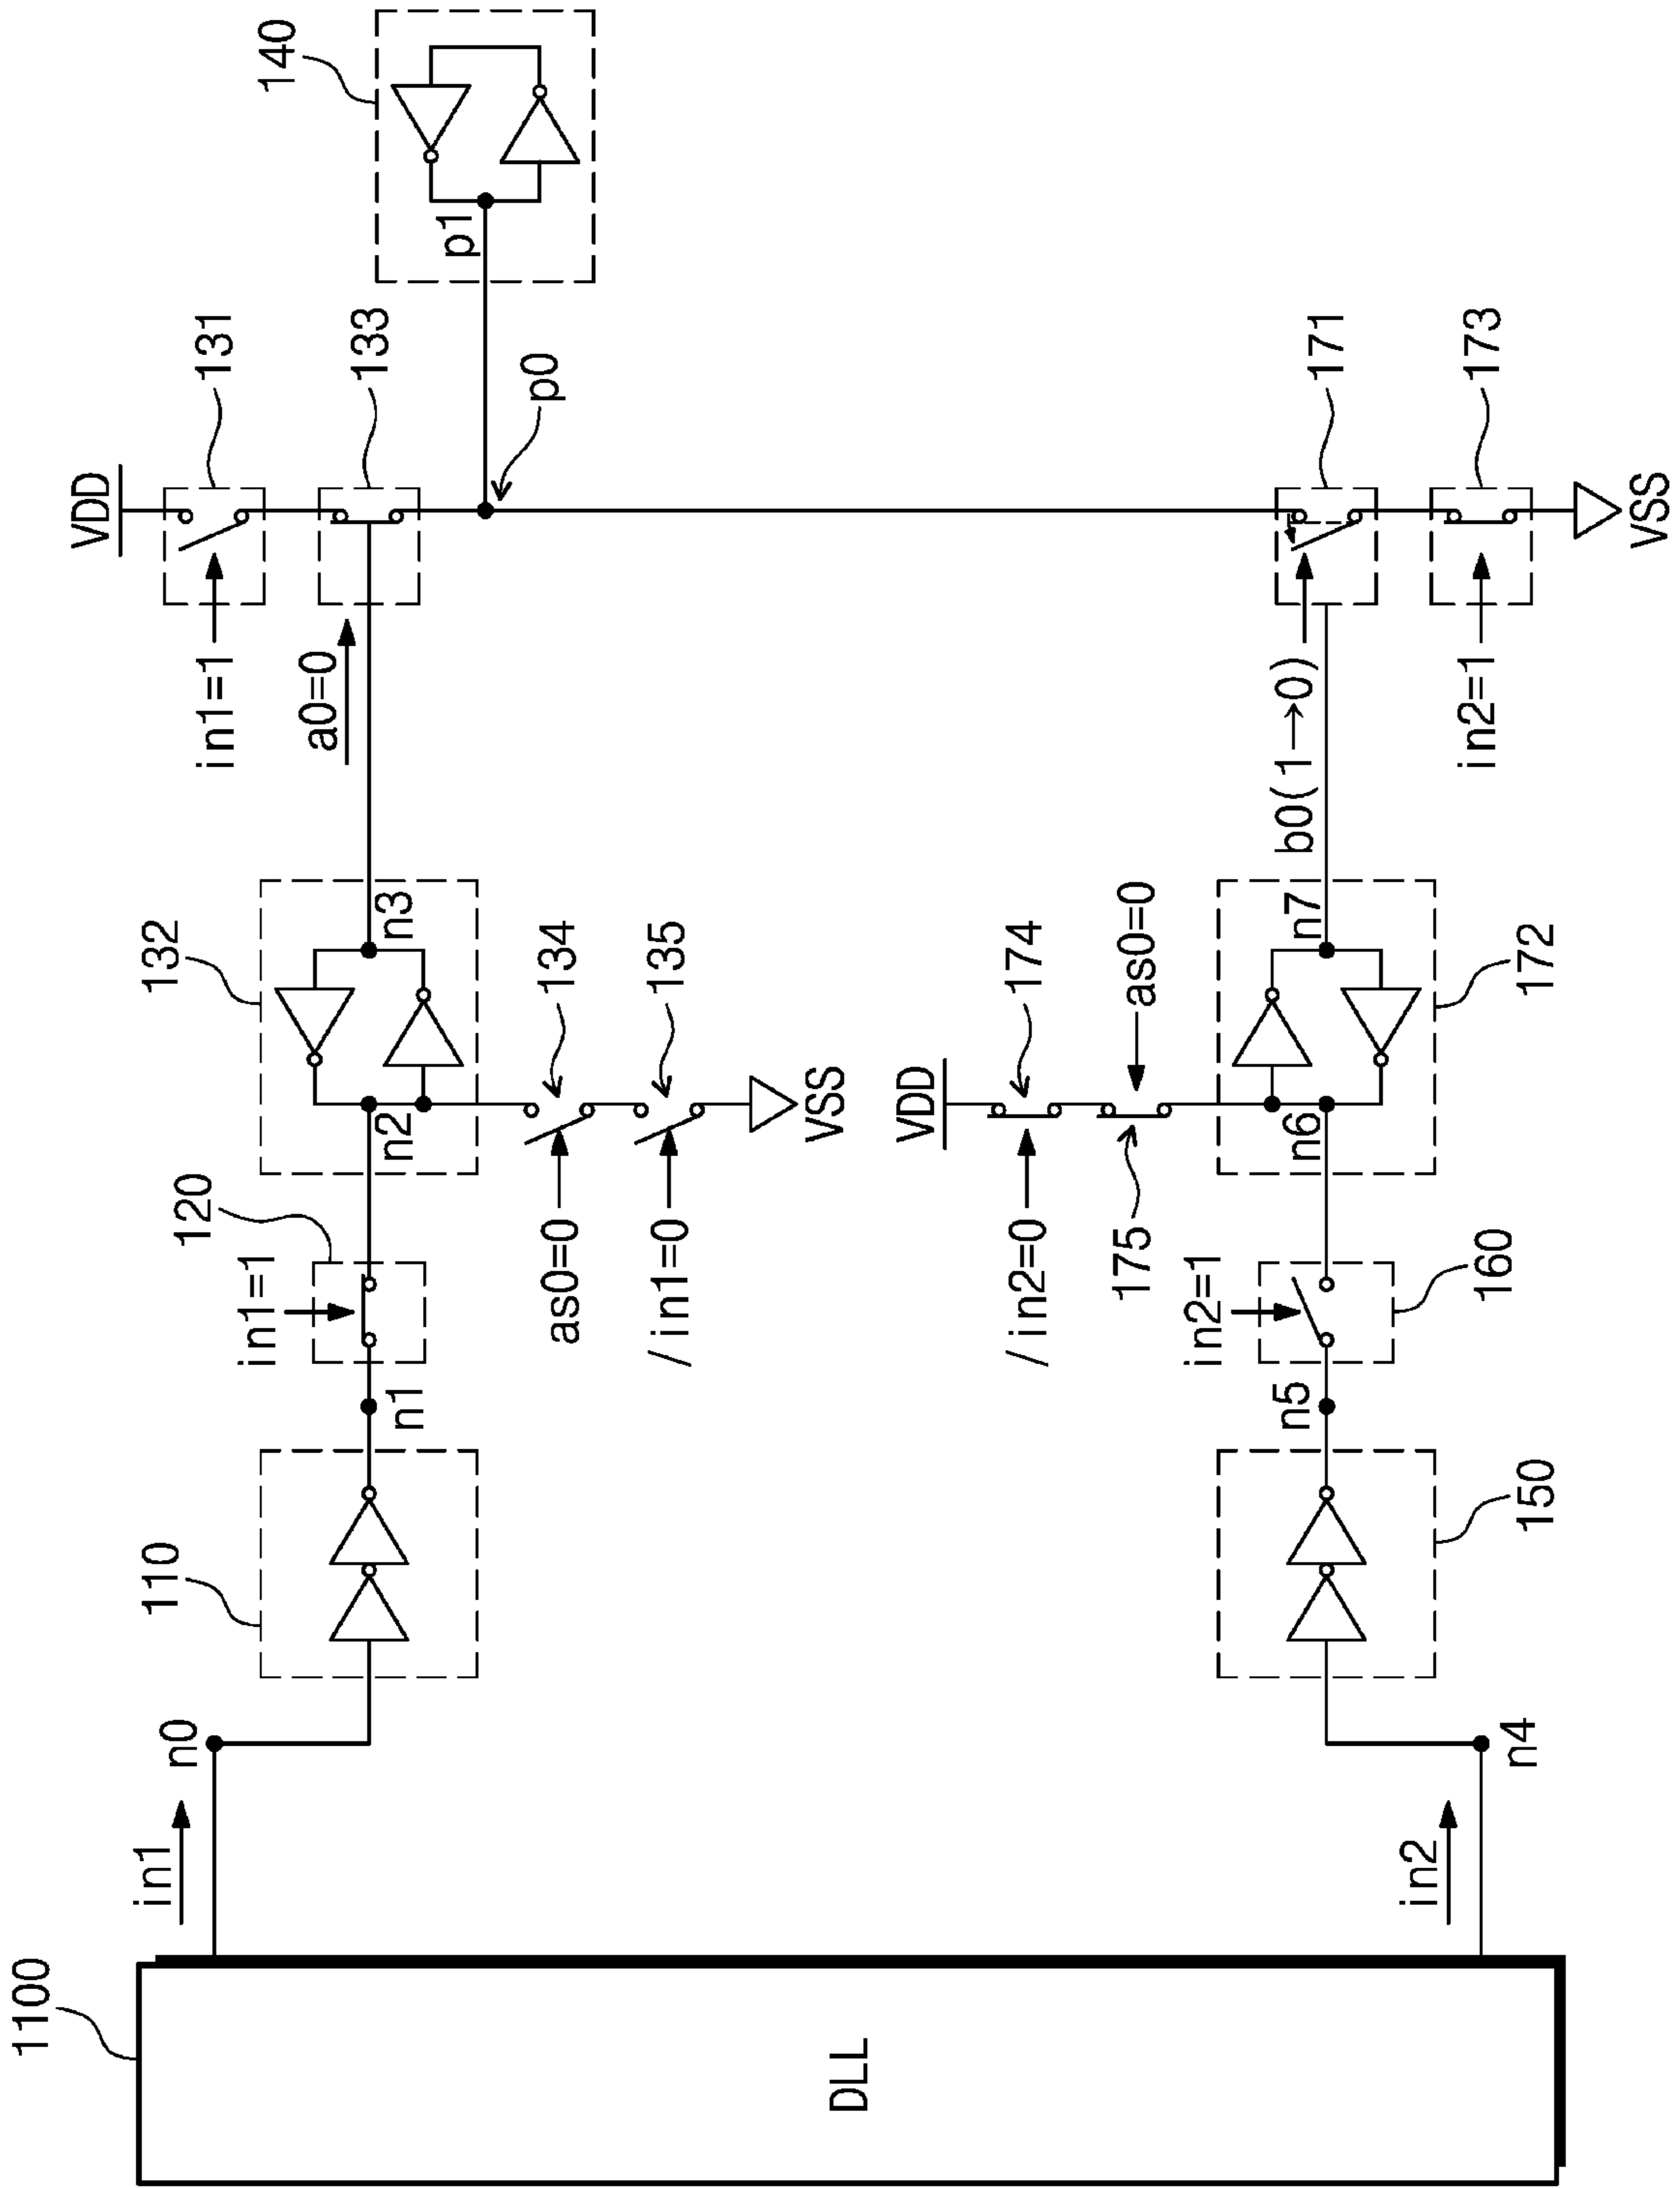 1100
DLL
in1
n0
110
n1
in1=1
120
132
n2
n3
as0=0
134
/in1=0
135
VSS
a0=0
VDD
in1=1
131
133
p0
p1
140
in2
n4
150
n5
in2=1
160
VDD
/in2=0
174
175
as0=0
n6
n7
172
b0(1→0)
171
in2=1
173
VSS